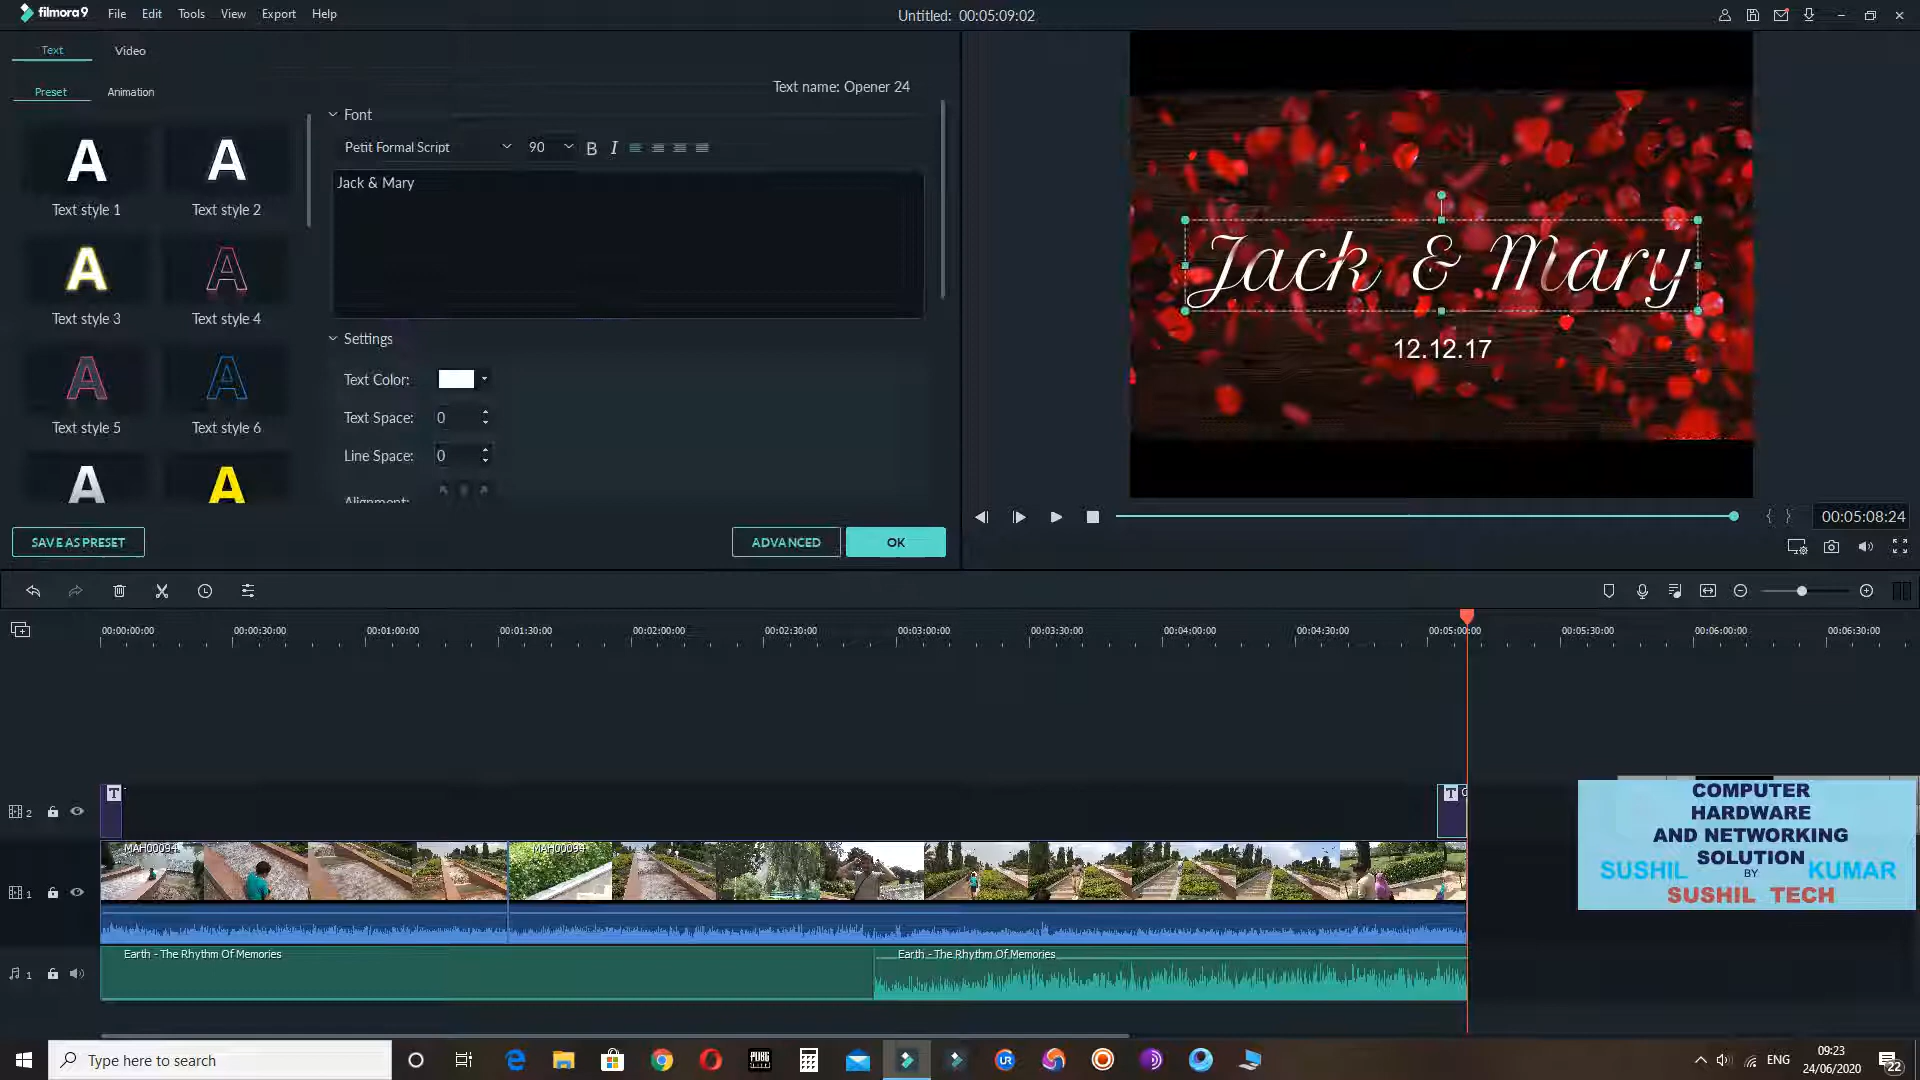 filmora9 File Edit Tools View Export Help
Untitled: 00:05:09:02
Text Video
Preset Animation
Text name: Opener 24
Font
Petit Formal Script 90 B I
Jack & Mary
A A
Text style 1 Text style 2
A A
Text style 3 Text style 4
A A
Text style 5 Text style 6
A A
Settings
Text Color:
Text Space: 0
Line Space: 0
Alignment:
SAVE AS PRESET ADVANCED OK
Jack & Mary
12.12.17
00:05:08:24
00:00:00:00 00:00:30:00 00:01:00:00 00:01:30:00 00:02:00:00 00:02:30:00 00:03:00:00 00:03:30:00 00:04:00:00 00:04:30:00 00:05:00:00 00:05:30:00 00:06:00:00 00:06:30:00
2 T T
MAH00094 MAH00094
1
Earth - The Rhythm Of Memories Earth - The Rhythm Of Memories
1
COMPUTER
HARDWARE
AND NETWORKING
SOLUTION
SUSHIL BY KUMAR
SUSHIL TECH
Type here to search
PUBG
UR
ENG
09:23
24/06/2020
22